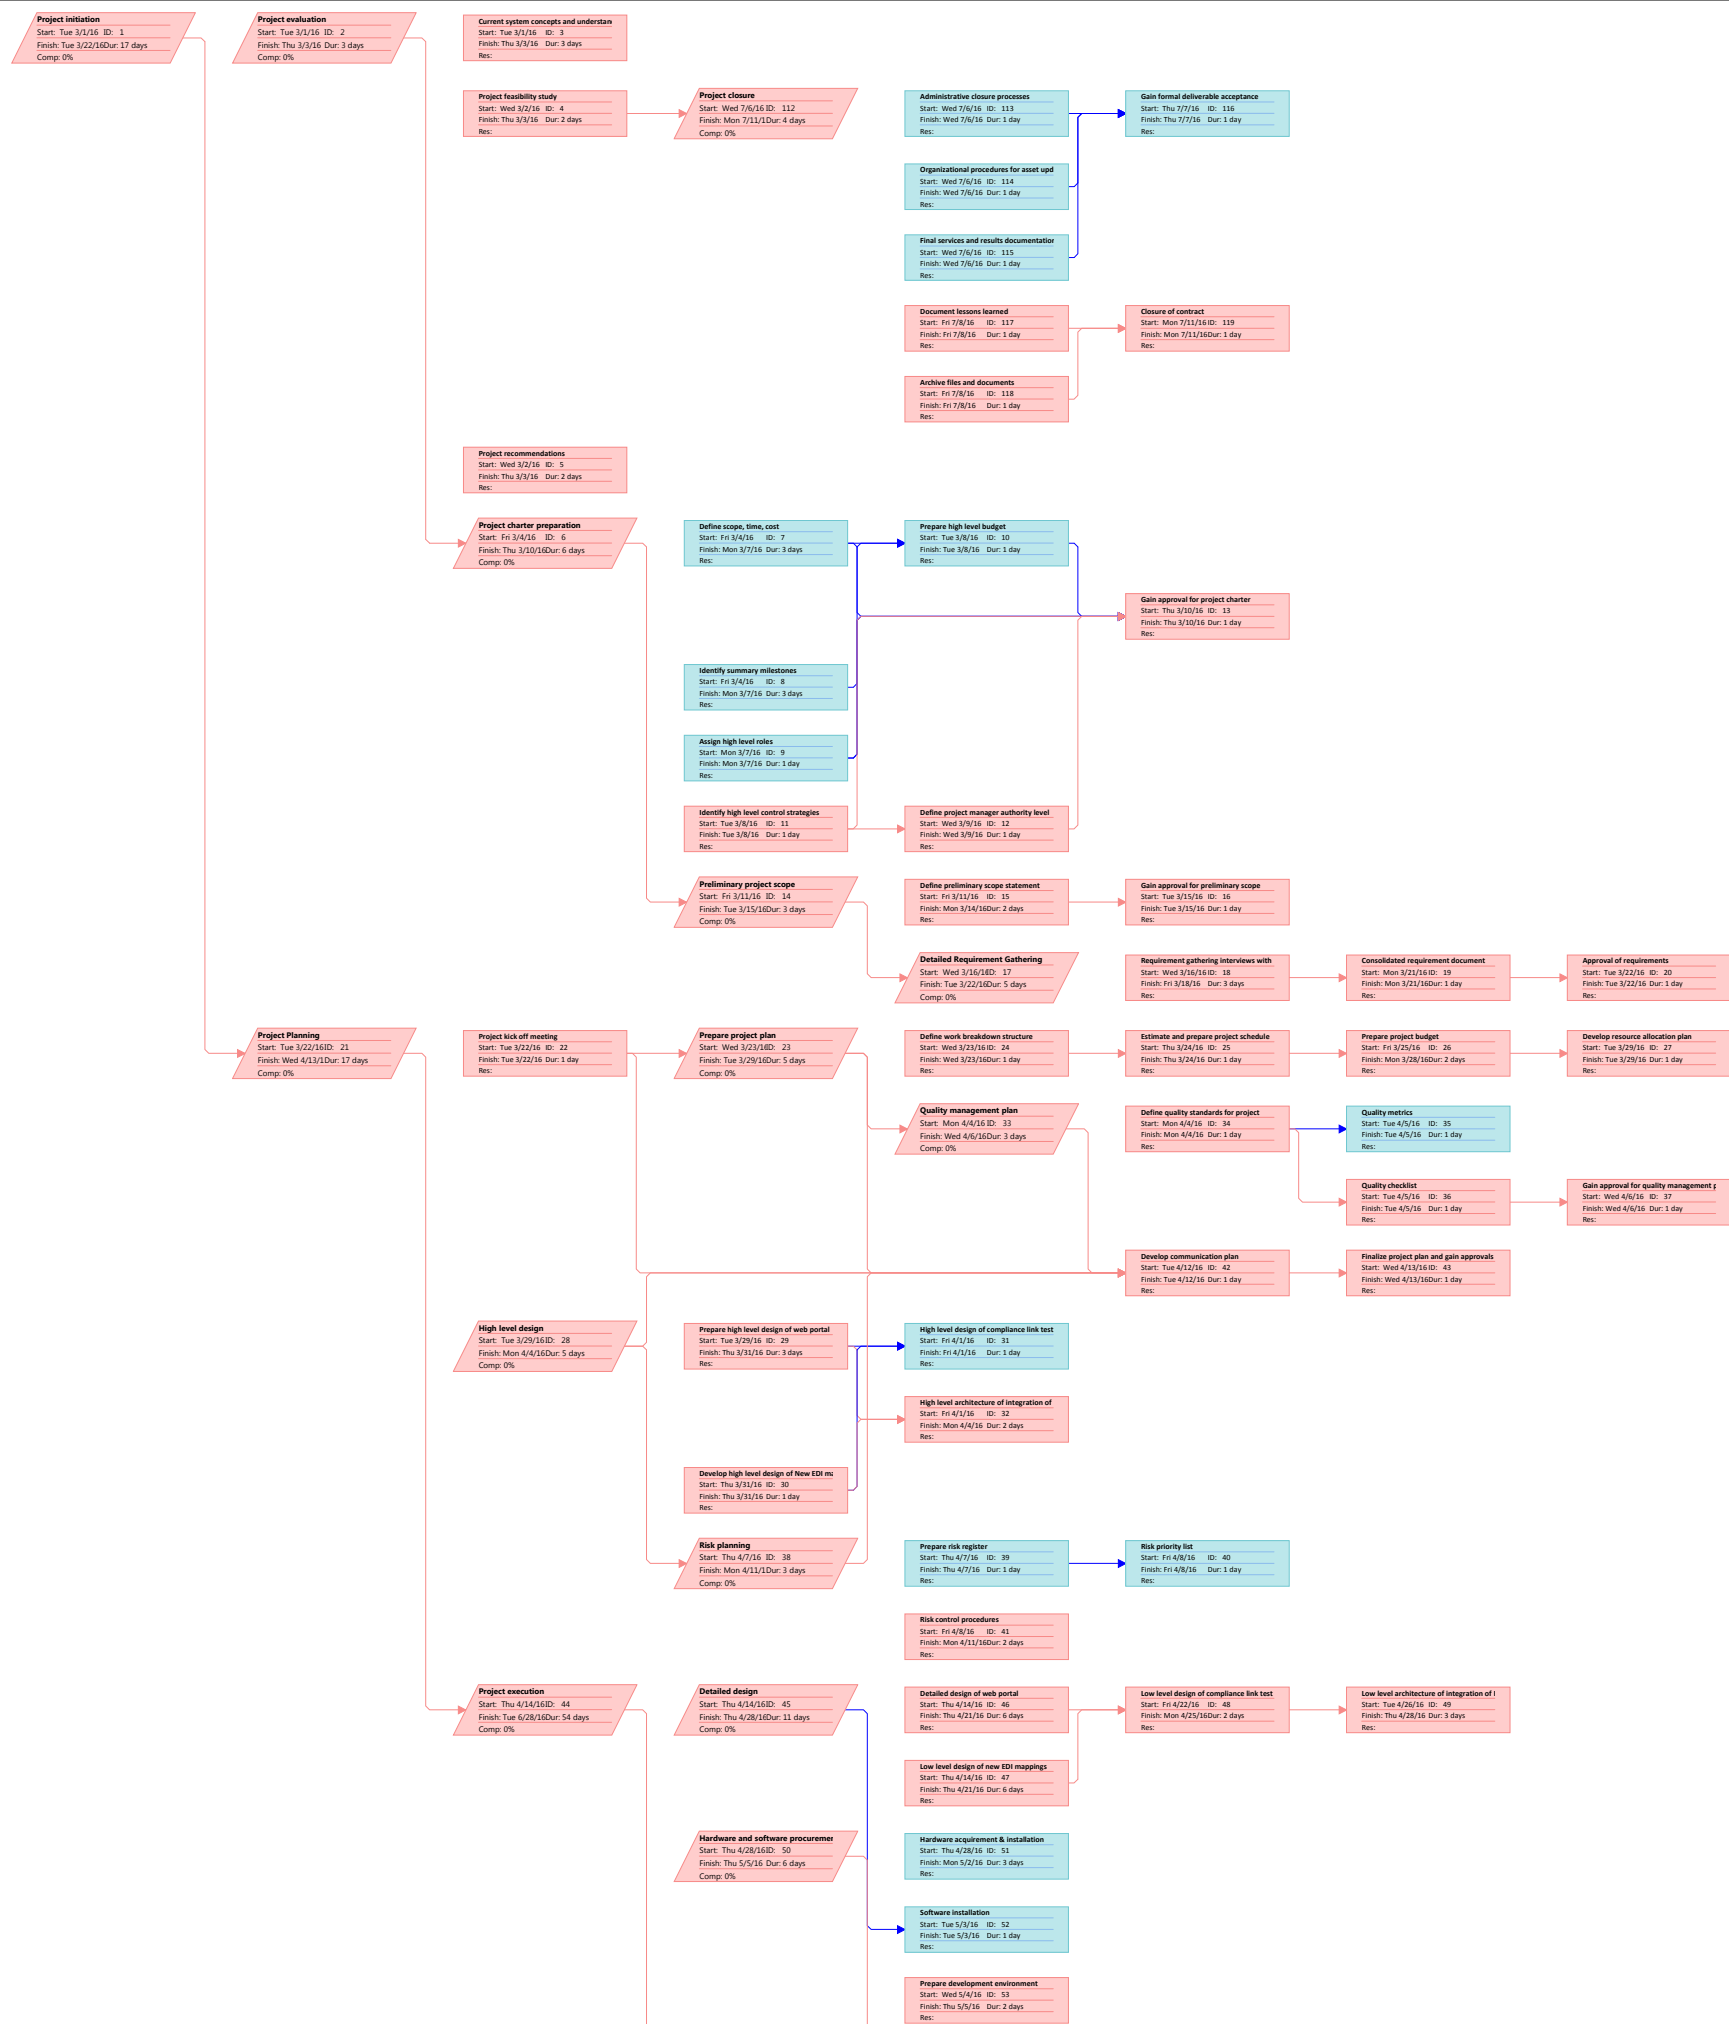 Project initiation
Start: Tue 3/1/16 ID: 1
Finish: Tue 3/22/16Dur: 17 days
Comp: 0%
Project evaluation
Start: Tue 3/1/16 ID: 2
Finish: Thu 3/3/16 Dur: 3 days
Comp: 0%
Current system concepts and understan
Start: Tue 3/1/16 ID: 3
Finish: Thu 3/3/16 Dur: 3 days
Res:
Project feasibility study
Start: Wed 3/2/16 ID: 4
Finish: Thu 3/3/16 Dur: 2 days
Res:
Project closure
Start: Wed 7/6/16 ID: 112
Finish: Mon 7/11/1Dur: 4 days
Comp: 0%
Administrative closure processes
Start: Wed 7/6/16 ID: 113
Finish: Wed 7/6/16 Dur: 1 day
Res:
Gain formal deliverable acceptance
Start: Thu 7/7/16 ID: 116
Finish: Thu 7/7/16 Dur: 1 day
Res:
Organizational procedures for asset upd
Start: Wed 7/6/16 ID: 114
Finish: Wed 7/6/16 Dur: 1 day
Res:
Final services and results documentation
Start: Wed 7/6/16 ID: 115
Finish: Wed 7/6/16 Dur: 1 day
Res:
Document lessons learned
Start: Fri 7/8/16 ID: 117
Finish: Fri 7/8/16 Dur: 1 day
Res:
Closure of contract
Start: Mon 7/11/16 ID: 119
Finish: Mon 7/11/16Dur: 1 day
Res:
Archive files and documents
Start: Fri 7/8/16 ID: 118
Finish: Fri 7/8/16 Dur: 1 day
Res:
Project recommendations
Start: Wed 3/2/16 ID: 5
Finish: Thu 3/3/16 Dur: 2 days
Res:
Project charter preparation
Start: Fri 3/4/16 ID: 6
Finish: Thu 3/10/16Dur: 6 days
Comp: 0%
Define scope, time, cost
Start: Fri 3/4/16 ID: 7
Finish: Mon 3/7/16 Dur: 3 days
Res:
Prepare high level budget
Start: Tue 3/8/16 ID: 10
Finish: Tue 3/8/16 Dur: 1 day
Res:
Gain approval for project charter
Start: Thu 3/10/16 ID: 13
Finish: Thu 3/10/16 Dur: 1 day
Res:
Identify summary milestones
Start: Fri 3/4/16 ID: 8
Finish: Mon 3/7/16 Dur: 3 days
Res:
Assign high level roles
Start: Mon 3/7/16 ID: 9
Finish: Mon 3/7/16 Dur: 1 day
Res:
Identify high level control strategies
Start: Tue 3/8/16 ID: 11
Finish: Tue 3/8/16 Dur: 1 day
Res:
Define project manager authority level
Start: Wed 3/9/16 ID: 12
Finish: Wed 3/9/16 Dur: 1 day
Res:
Preliminary project scope
Start: Fri 3/11/16 ID: 14
Finish: Tue 3/15/16Dur: 3 days
Comp: 0%
Define preliminary scope statement
Start: Fri 3/11/16 ID: 15
Finish: Mon 3/14/16Dur: 2 days
Res:
Gain approval for preliminary scope
Start: Tue 3/15/16 ID: 16
Finish: Tue 3/15/16 Dur: 1 day
Res:
Detailed Requirement Gathering
Start: Wed 3/16/16ID: 17
Finish: Tue 3/22/16Dur: 5 days
Comp: 0%
Requirement gathering interviews with
Start: Wed 3/16/16 ID: 18
Finish: Fri 3/18/16 Dur: 3 days
Res:
Consolidated requirement document
Start: Mon 3/21/16 ID: 19
Finish: Mon 3/21/16Dur: 1 day
Res:
Approval of requirements
Start: Tue 3/22/16 ID: 20
Finish: Tue 3/22/16 Dur: 1 day
Res:
Project Planning
Start: Tue 3/22/16ID: 21
Finish: Wed 4/13/1Dur: 17 days
Comp: 0%
Project kick off meeting
Start: Tue 3/22/16 ID: 22
Finish: Tue 3/22/16 Dur: 1 day
Res:
Prepare project plan
Start: Wed 3/23/16ID: 23
Finish: Tue 3/29/16Dur: 5 days
Comp: 0%
Define work breakdown structure
Start: Wed 3/23/16 ID: 24
Finish: Wed 3/23/16Dur: 1 day
Res:
Estimate and prepare project schedule
Start: Thu 3/24/16 ID: 25
Finish: Thu 3/24/16 Dur: 1 day
Res:
Prepare project budget
Start: Fri 3/25/16 ID: 26
Finish: Mon 3/28/16Dur: 2 days
Res:
Develop resource allocation plan
Start: Tue 3/29/16 ID: 27
Finish: Tue 3/29/16 Dur: 1 day
Res:
Quality management plan
Start: Mon 4/4/16 ID: 33
Finish: Wed 4/6/16Dur: 3 days
Comp: 0%
Define quality standards for project
Start: Mon 4/4/16 ID: 34
Finish: Mon 4/4/16 Dur: 1 day
Res:
Quality metrics
Start: Tue 4/5/16 ID: 35
Finish: Tue 4/5/16 Dur: 1 day
Res:
Quality checklist
Start: Tue 4/5/16 ID: 36
Finish: Tue 4/5/16 Dur: 1 day
Res:
Gain approval for quality management p
Start: Wed 4/6/16 ID: 37
Finish: Wed 4/6/16 Dur: 1 day
Res:
Develop communication plan
Start: Tue 4/12/16 ID: 42
Finish: Tue 4/12/16 Dur: 1 day
Res:
Finalize project plan and gain approvals
Start: Wed 4/13/16 ID: 43
Finish: Wed 4/13/16Dur: 1 day
Res:
High level design
Start: Tue 3/29/16ID: 28
Finish: Mon 4/4/16Dur: 5 days
Comp: 0%
Prepare high level design of web portal
Start: Tue 3/29/16 ID: 29
Finish: Thu 3/31/16 Dur: 3 days
Res:
High level design of compliance link test
Start: Fri 4/1/16 ID: 31
Finish: Fri 4/1/16 Dur: 1 day
Res:
High level architecture of integration of
Start: Fri 4/1/16 ID: 32
Finish: Mon 4/4/16 Dur: 2 days
Res:
Develop high level design of New EDI ma
Start: Thu 3/31/16 ID: 30
Finish: Thu 3/31/16 Dur: 1 day
Res:
Risk planning
Start: Thu 4/7/16 ID: 38
Finish: Mon 4/11/1Dur: 3 days
Comp: 0%
Prepare risk register
Start: Thu 4/7/16 ID: 39
Finish: Thu 4/7/16 Dur: 1 day
Res:
Risk priority list
Start: Fri 4/8/16 ID: 40
Finish: Fri 4/8/16 Dur: 1 day
Res:
Risk control procedures
Start: Fri 4/8/16 ID: 41
Finish: Mon 4/11/16Dur: 2 days
Res:
Project execution
Start: Thu 4/14/16ID: 44
Finish: Tue 6/28/16Dur: 54 days
Comp: 0%
Detailed design
Start: Thu 4/14/16ID: 45
Finish: Thu 4/28/16Dur: 11 days
Comp: 0%
Detailed design of web portal
Start: Thu 4/14/16 ID: 46
Finish: Thu 4/21/16 Dur: 6 days
Res:
Low level design of compliance link test
Start: Fri 4/22/16 ID: 48
Finish: Mon 4/25/16Dur: 2 days
Res:
Low level architecture of integration of l
Start: Tue 4/26/16 ID: 49
Finish: Thu 4/28/16 Dur: 3 days
Res:
Low level design of new EDI mappings
Start: Thu 4/14/16 ID: 47
Finish: Thu 4/21/16 Dur: 6 days
Res:
Hardware and software procuremen
Start: Thu 4/28/16ID: 50
Finish: Thu 5/5/16 Dur: 6 days
Comp: 0%
Hardware acquirement & installation
Start: Thu 4/28/16 ID: 51
Finish: Mon 5/2/16 Dur: 3 days
Res:
Software installation
Start: Tue 5/3/16 ID: 52
Finish: Tue 5/3/16 Dur: 1 day
Res:
Prepare development environment
Start: Wed 5/4/16 ID: 53
Finish: Thu 5/5/16 Dur: 2 days
Res: